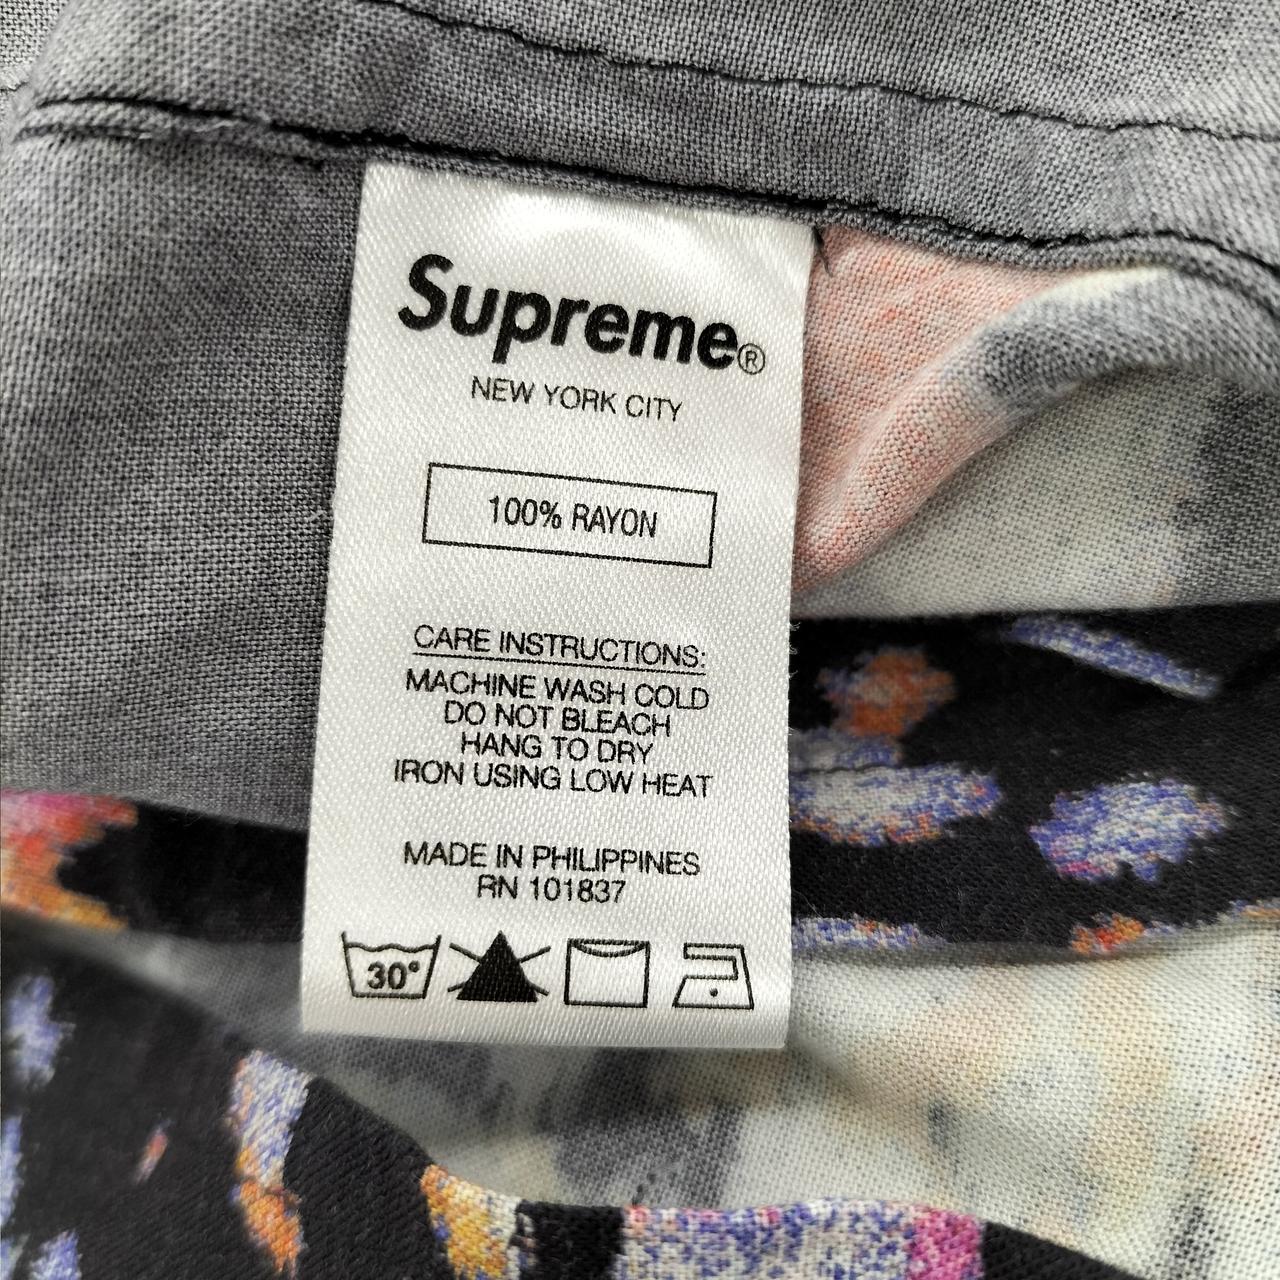 Supreme®
NEW YORK CITY
100% RAYON
CARE INSTRUCTIONS:
MACHINE WASH COLD
DO NOT BLEACH
HANG TO DRY
IRON USING LOW HEAT
MADE IN PHILIPPINES
RN 101837
30°